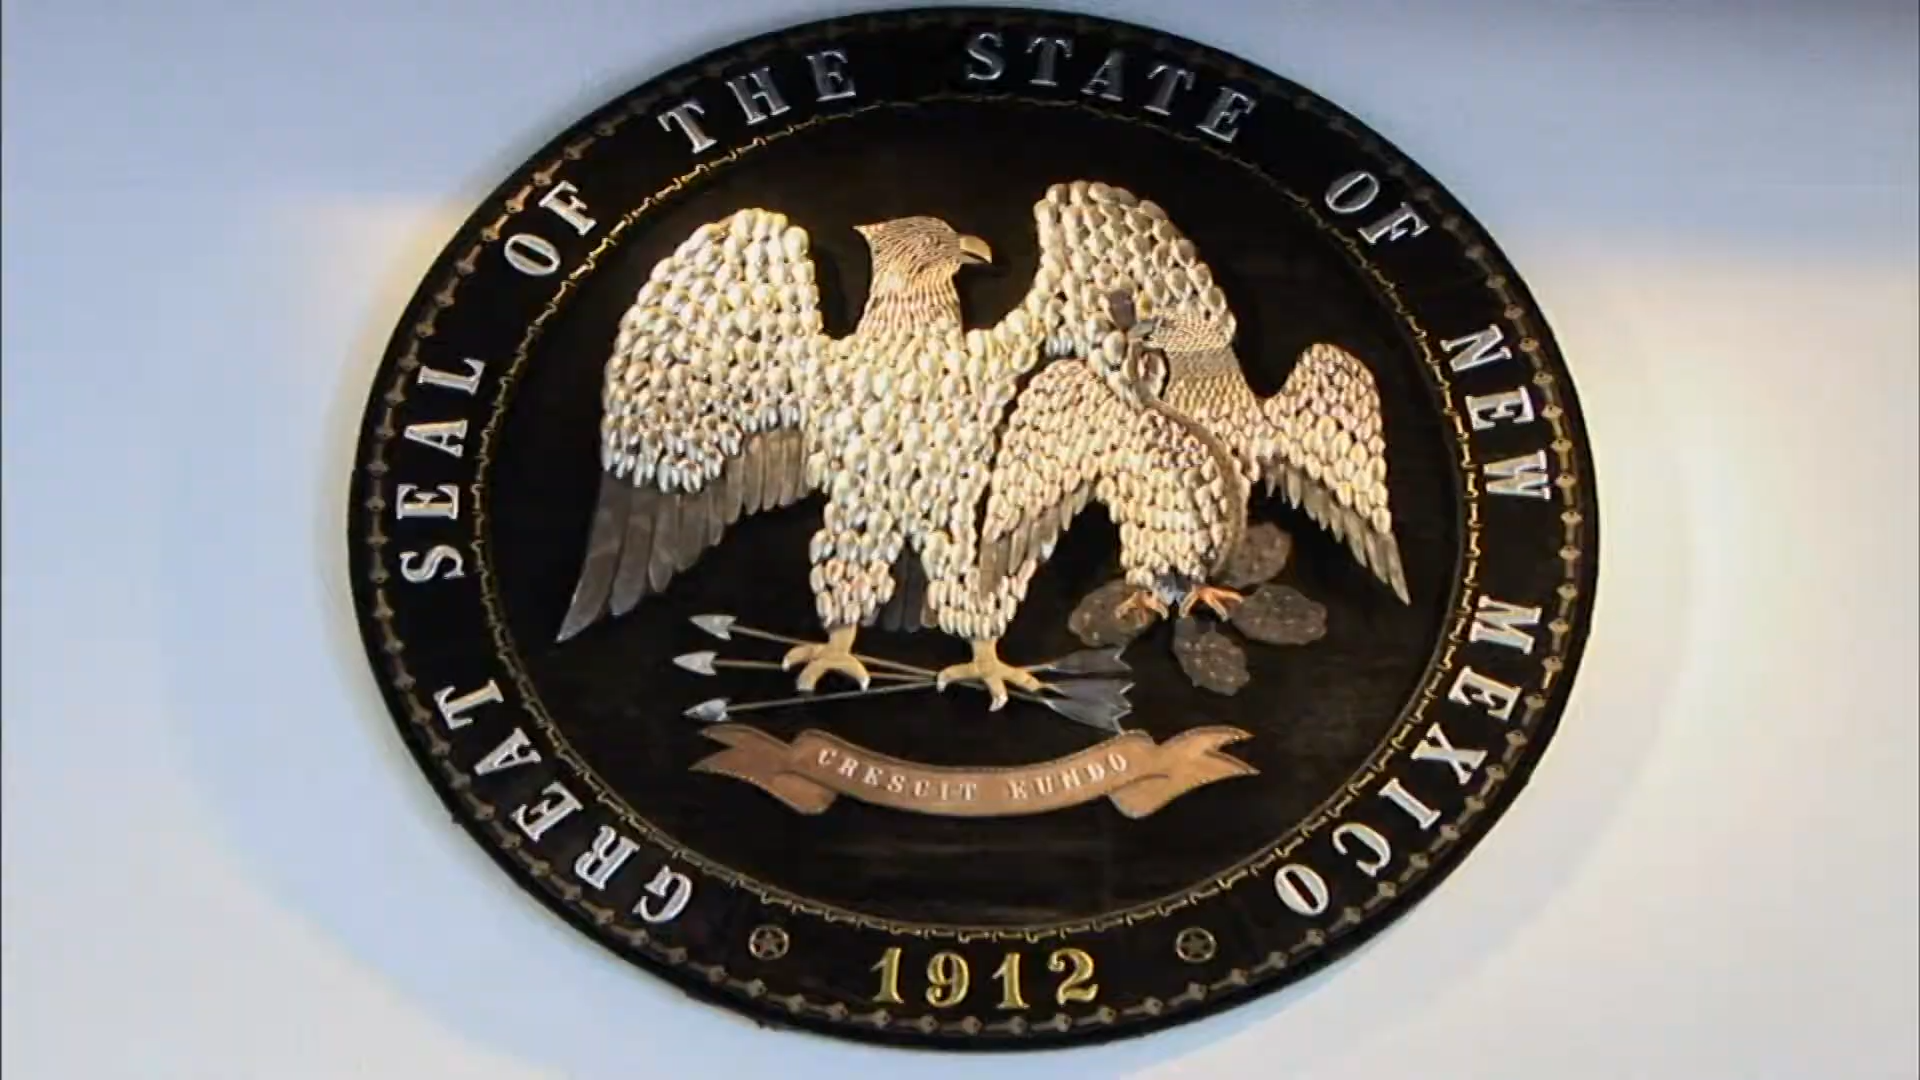 GREAT SEAL OF THE STATE OF NEW MEXICO
CRESCIT EUNDO
1912